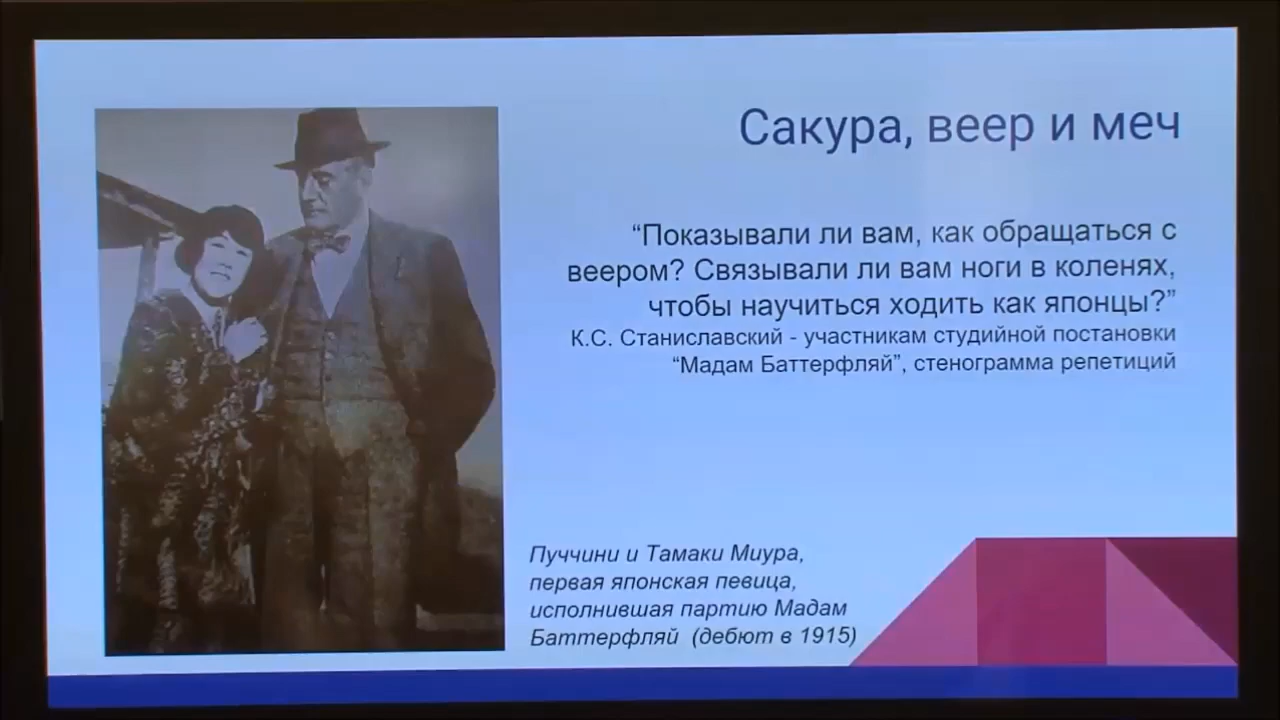 Сакура, веер и меч
“Показывали ли вам, как обращаться с
веером? Связывали ли вам ноги в коленях,
чтобы научиться ходить как японцы?”
К.С. Станиславский - участникам студийной постановки
“Мадам Баттерфляй”, стенограмма репетиций
Пуччини и Тамаки Миура,
первая японская певица,
исполнившая партию Мадам
Баттерфляй (дебют в 1915)